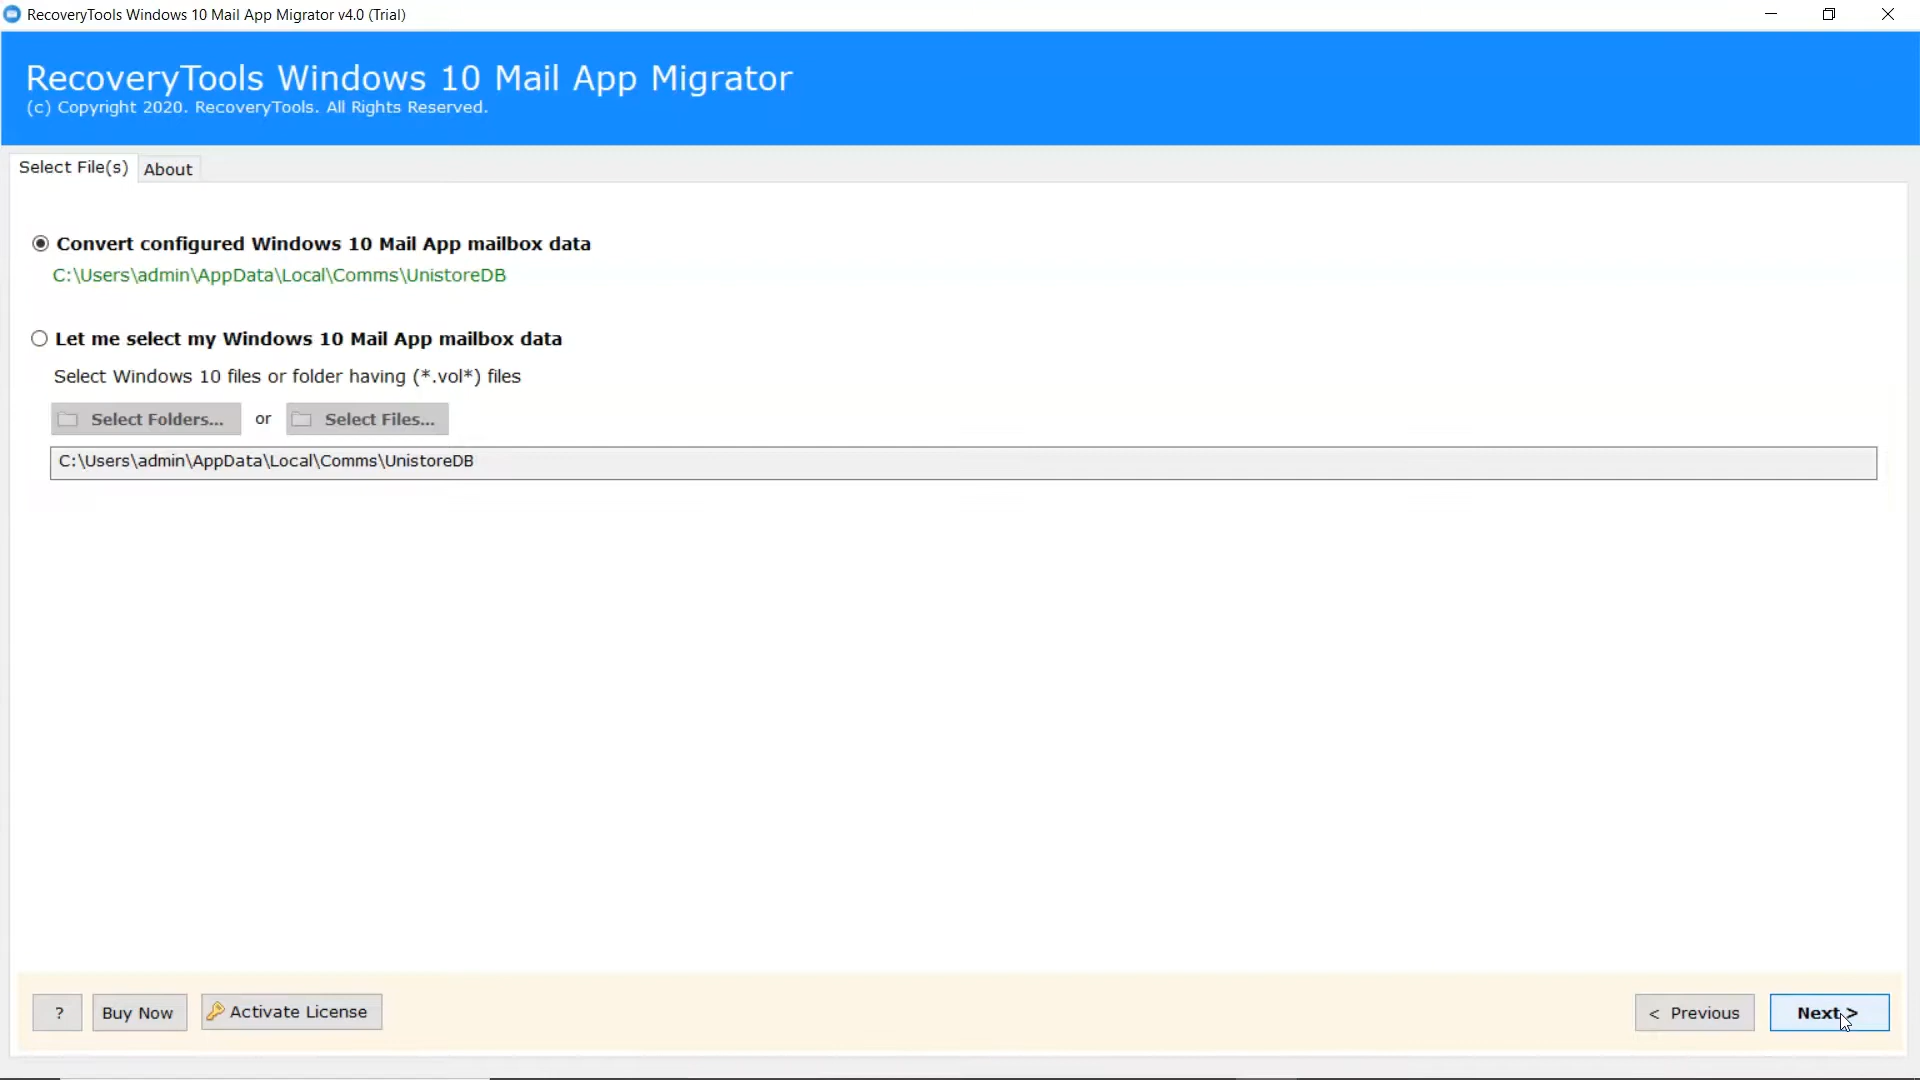 RecoveryTools Windows 10 Mail App Migrator v4.0 (Trial)
RecoveryTools Windows 10 Mail App Migrator
(c) Copyright 2020. RecoveryTools. All Rights Reserved.
Select File(s) About
Convert configured Windows 10 Mail App mailbox data
C:\Users\admin\AppData\Local\Comms\UnistoreDB
Let me select my Windows 10 Mail App mailbox data
Select Windows 10 files or folder having (*.vol*) files
Select Folders... or Select Files...
C:\Users\admin\AppData\Local\Comms\UnistoreDB
? Buy Now Activate License < Previous Next >